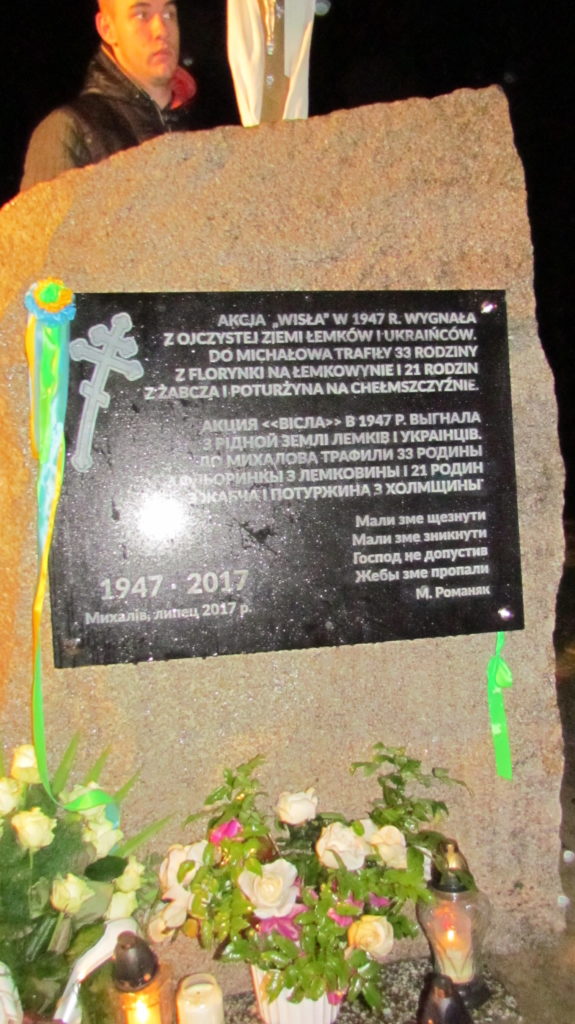 AKCJA „WISŁA" W 1947 R. WYGNAŁA
Z OJCZYSTEJ ZIEMI ŁEMKÓW I UKRAIŃCÓW.
DO MICHAŁOWA TRAFIŁY 33 RODZINY
Z FLORYNKI NA ŁEMKOWYNIE I 21 RODZIN
Z ŻABCZA I POTURŻYNA NA CHEŁMSZCZYŹNIE.
АКЦИЯ <<ВІСЛА>> В 1947 Р. ВЫГНАЛА
З РІДНОЙ ЗЕМЛІ ЛЕМКІВ І УКРАІНЦІВ.
ДО МИХАЛОВА ТРАФИЛИ 33 РОДИНЫ
З ФЛЬОРИНКЫ З ЛЕМКОВИНЫ І 21 РОДИН
З ЖАБЧА І ПОТУРЖИНА З ХОЛМЩИНЫ
Мали зме щезнути
Мали зме зникнути
Господ не допустив
Жебы зме пропали
М. Романяк
1947 · 2017
Михалів, липец 2017 р.